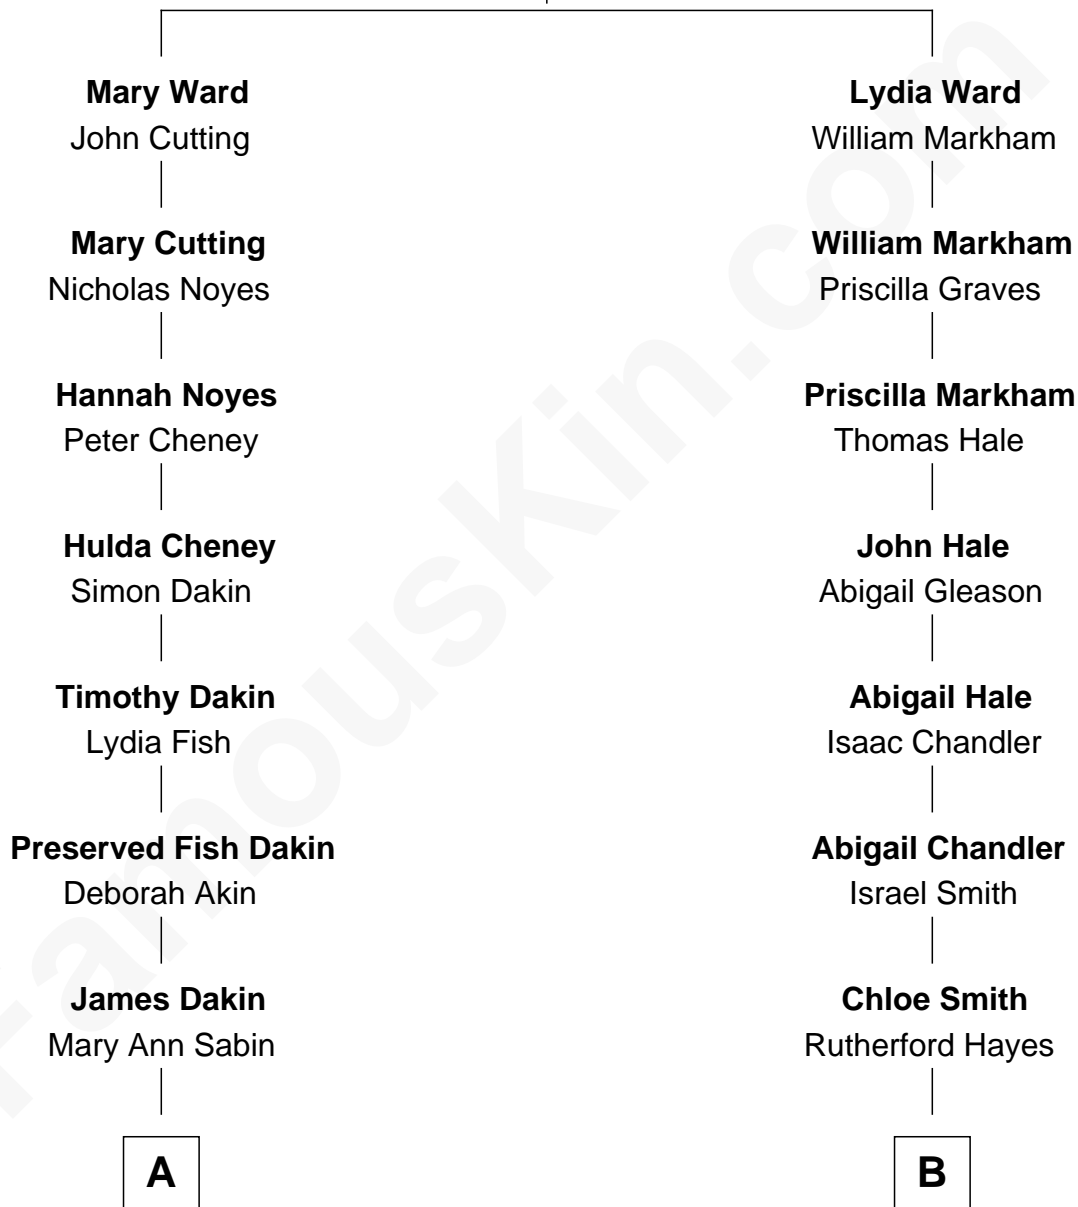 Mary Ward
John Cutting
Mary Cutting
Nicholas Noyes
Hannah Noyes
Peter Cheney
Hulda Cheney
Simon Dakin
Timothy Dakin
Lydia Fish
Preserved Fish Dakin
Deborah Akin
James Dakin
Mary Ann Sabin
A
Lydia Ward
William Markham
William Markham
Priscilla Graves
Priscilla Markham
Thomas Hale
John Hale
Abigail Gleason
Abigail Hale
Isaac Chandler
Abigail Chandler
Israel Smith
Chloe Smith
Rutherford Hayes
B
FamousKin.com